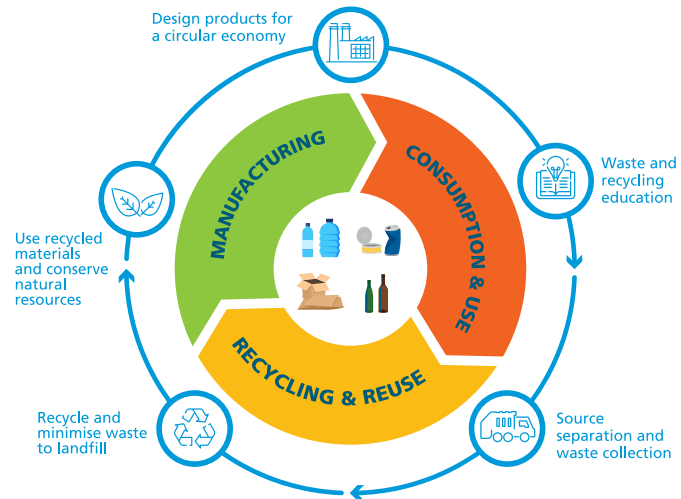 Design products for
a circular economy
MANUFACTURING
CONSUMPTION & USE
Waste and
recycling
education
Use recycled
materials
and conserve
natural
resources
RECYCLING & REUSE
Recycle and
minimise waste
to landfill
Source
separation and
waste collection